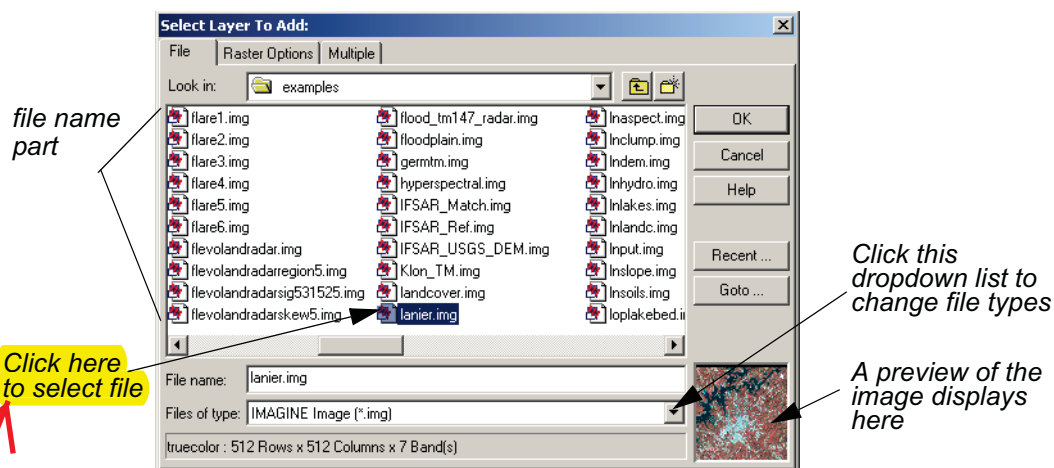 Select Layer To Add:
File
Raster Options
Multiple
Look in:
examples
flare1.img
flare2.img
flare3.img
flare4.img
flare5.img
flare6.img
flevolandradar.img
flevolandradarregion5.img
flevolandradarsig531525.img
flevolandradarskew5.img
flood_tm147_radar.img
floodplain.img
germtm.img
hyperspectral.img
IFSAR_Match.img
IFSAR_Ref.img
IFSAR_USGS_DEM.img
Klon_TM.img
landcover.img
lanier.img
lnaspect.img
lnclump.img
lndem.img
lnhydro.img
lnlakes.img
lnlandc.img
lnput.img
lnslope.img
lnsoils.img
loplakebed.i
OK
Cancel
Help
Recent ...
Goto ...
File name:
lanier.img
Files of type:
IMAGINE Image (*.img)
truecolor : 512 Rows x 512 Columns x 7 Band(s)
file name
part
Click here
to select file
Click this
dropdown list to
change file types
A preview of the
image displays
here